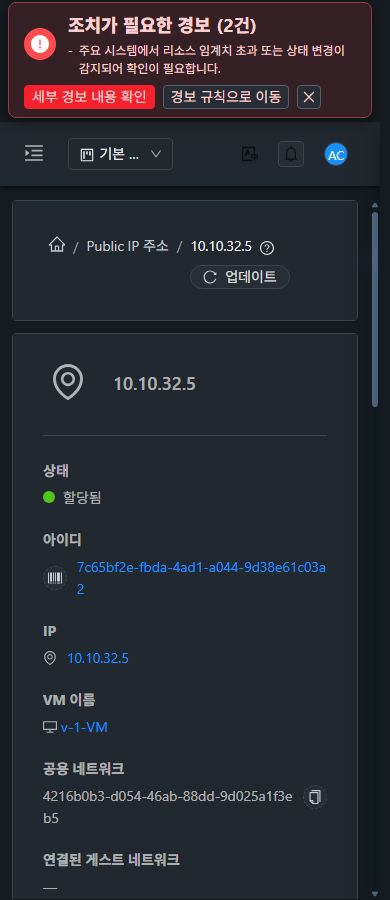 조치가 필요한 경보 (2건)
- 주요 시스템에서 리소스 임계치 초과 또는 상태 변경이
감지되어 확인이 필요합니다.
세부 경보 내용 확인
경보 규칙으로 이동
기본 ...
AC
/ Public IP 주소 / 10.10.32.5
업데이트
10.10.32.5
상태
할당됨
아이디
7c65bf2e-fbda-4ad1-a044-9d38e61c03a
2
IP
10.10.32.5
VM 이름
v-1-VM
공용 네트워크
4216b0b3-d054-46ab-88dd-9d025a1f3e
b5
연결된 게스트 네트워크
—